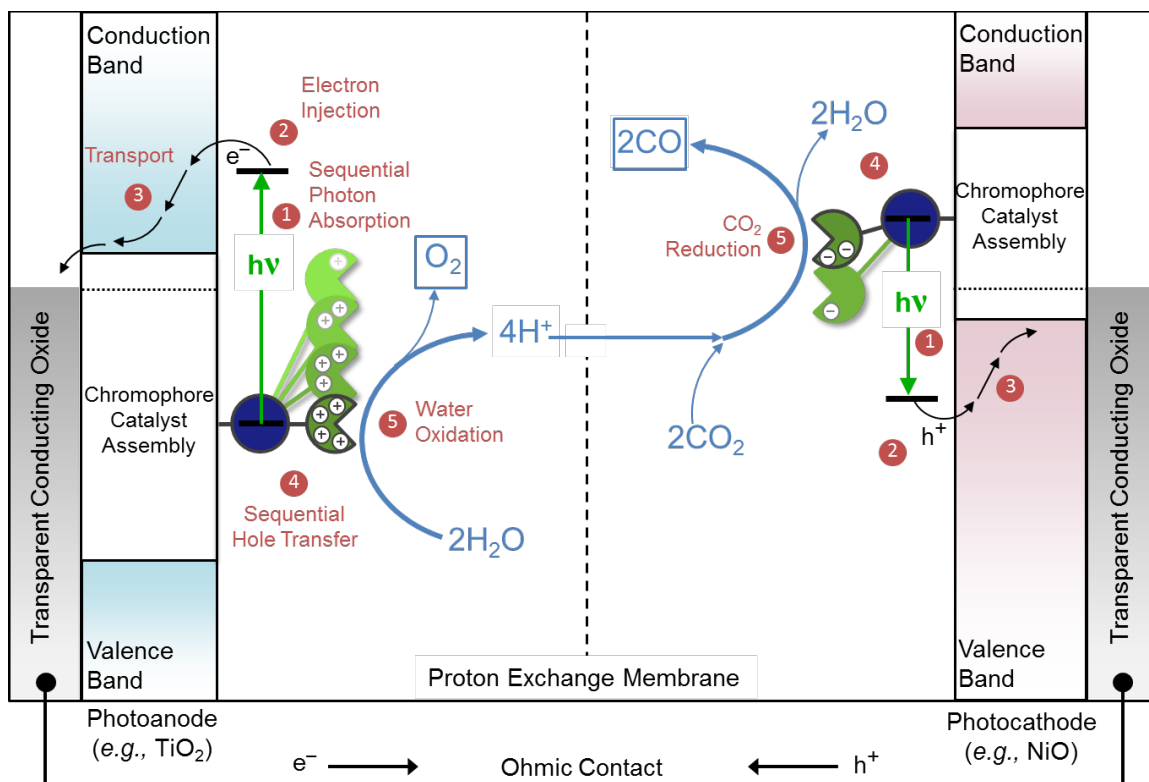 Conduction
Band
Electron
Injection
2
Transport
e⁻
3
Sequential
Photon
Absorption
1
hν
+
+ +
+ + +
+ + + +
O₂
4H⁺
Chromophore
Catalyst
Assembly
5
Water
Oxidation
4
Sequential
Hole Transfer
2H₂O
Valence
Band
Transparent Conducting Oxide
Photoanode
(e.g., TiO₂)
Proton Exchange Membrane
2H₂O
2CO
4
CO₂
Reduction
5
− −
−
hν
1
2CO₂
3
h⁺
2
Conduction
Band
Chromophore
Catalyst
Assembly
Valence
Band
Transparent Conducting Oxide
Photocathode
(e.g., NiO)
e⁻
Ohmic Contact
h⁺